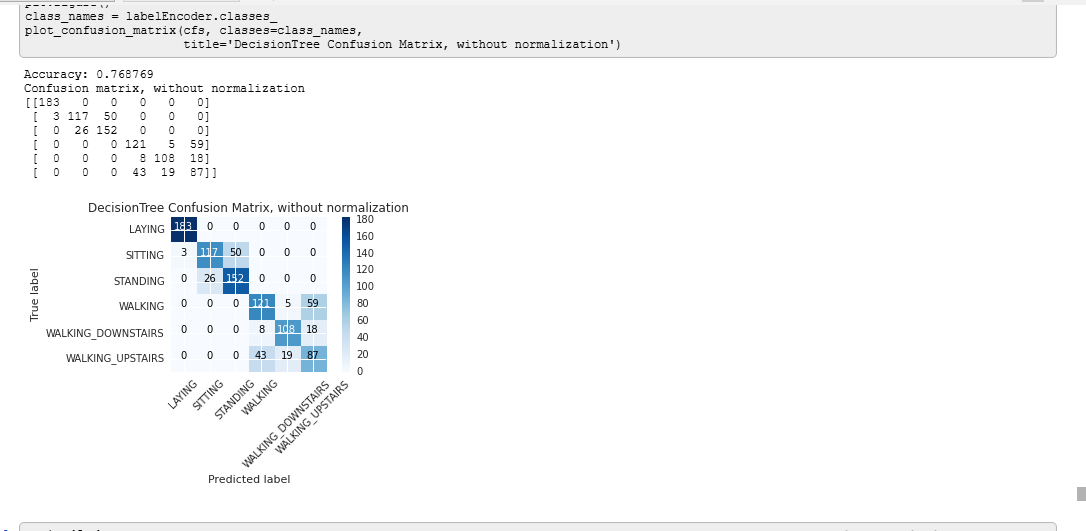 class_names = labelEncoder.classes_
plot_confusion_matrix(cfs, classes=class_names,
title='DecisionTree Confusion Matrix, without normalization')
Accuracy: 0.768769
Confusion matrix, without normalization
[[183 0 0 0 0 0]
[ 3 117 50 0 0 0]
[ 0 26 152 0 0 0]
[ 0 0 0 121 5 59]
[ 0 0 0 8 108 18]
[ 0 0 0 43 19 87]]
DecisionTree Confusion Matrix, without normalization
LAYING 183 0 0 0 0 0
SITTING 3 117 50 0 0 0
STANDING 0 26 152 0 0 0
WALKING 0 0 0 121 5 59
WALKING_DOWNSTAIRS 0 0 0 8 108 18
WALKING_UPSTAIRS 0 0 0 43 19 87
180
160
140
120
100
80
60
40
20
0
True label
LAYING
SITTING
STANDING
WALKING
WALKING_DOWNSTAIRS
WALKING_UPSTAIRS
Predicted label